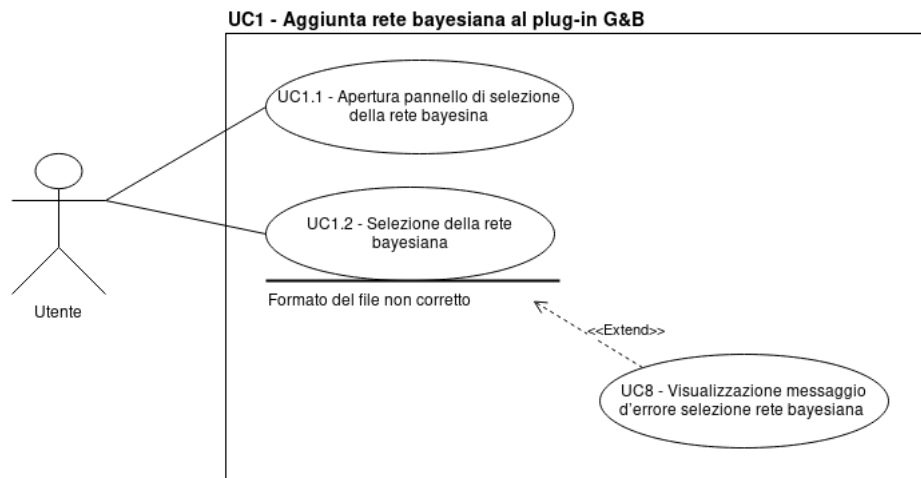 UC1 - Aggiunta rete bayesiana al plug-in G&B
UC1.1 - Apertura pannello di selezione
della rete bayesina
UC1.2 - Selezione della rete
bayesiana
Formato del file non corretto
Utente
<<Extend>>
UC8 - Visualizzazione messaggio
d'errore selezione rete bayesiana